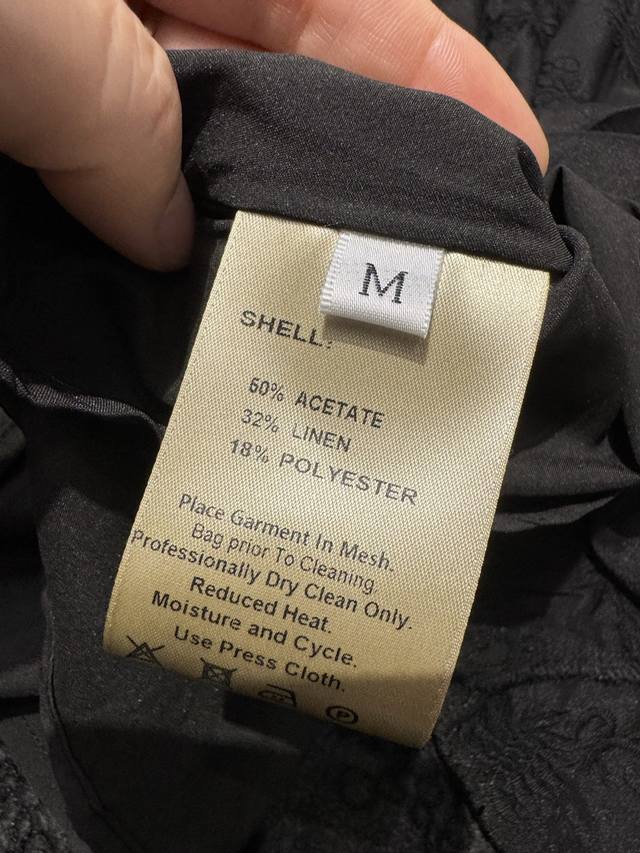 M
SHELL:
50% ACETATE
32% LINEN
18% POLYESTER
Place Garment In Mesh.
Bag prior To Cleaning.
Professionally Dry Clean Only.
Reduced Heat.
Moisture and Cycle.
Use Press Cloth.
P